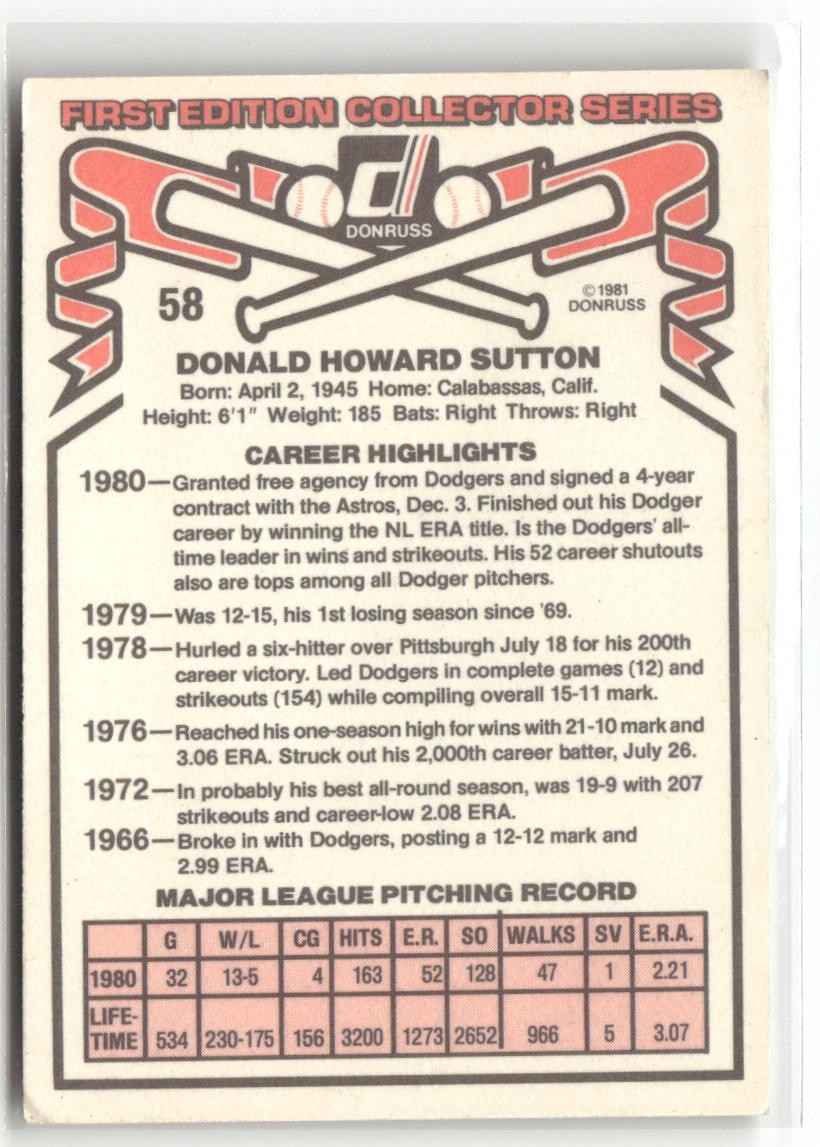 FIRST EDITION COLLECTOR SERIES
d
DONRUSS
58
©1981
DONRUSS
DONALD HOWARD SUTTON
Born: April 2, 1945 Home: Calabassas, Calif.
Height: 6'1" Weight: 185 Bats: Right Throws: Right
CAREER HIGHLIGHTS
1980—Granted free agency from Dodgers and signed a 4-year
contract with the Astros, Dec. 3. Finished out his Dodger
career by winning the NL ERA title. Is the Dodgers' all-
time leader in wins and strikeouts. His 52 career shutouts
also are tops among all Dodger pitchers.
1979—Was 12-15, his 1st losing season since '69.
1978—Hurled a six-hitter over Pittsburgh July 18 for his 200th
career victory. Led Dodgers in complete games (12) and
strikeouts (154) while compiling overall 15-11 mark.
1976—Reached his one-season high for wins with 21-10 mark and
3.06 ERA. Struck out his 2,000th career batter, July 26.
1972—In probably his best all-round season, was 19-9 with 207
strikeouts and career-low 2.08 ERA.
1966—Broke in with Dodgers, posting a 12-12 mark and
2.99 ERA.
MAJOR LEAGUE PITCHING RECORD
G W/L CG HITS E.R. SO WALKS SV E.R.A.
1980 32 13-5 4 163 52 128 47 1 2.21
LIFE-
TIME 534 230-175 156 3200 1273 2652 966 5 3.07